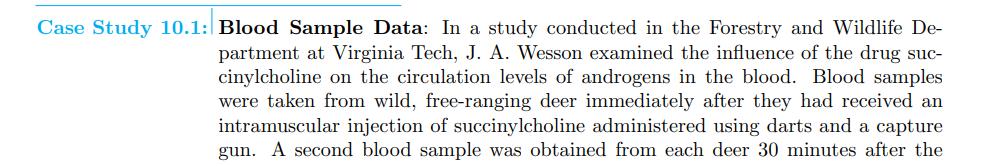 Case Study 10.1: Blood Sample Data: In a study conducted in the Forestry and Wildlife De-
partment at Virginia Tech, J. A. Wesson examined the influence of the drug suc-
cinylcholine on the circulation levels of androgens in the blood. Blood samples
were taken from wild, free-ranging deer immediately after they had received an
intramuscular injection of succinylcholine administered using darts and a capture
gun. A second blood sample was obtained from each deer 30 minutes after the